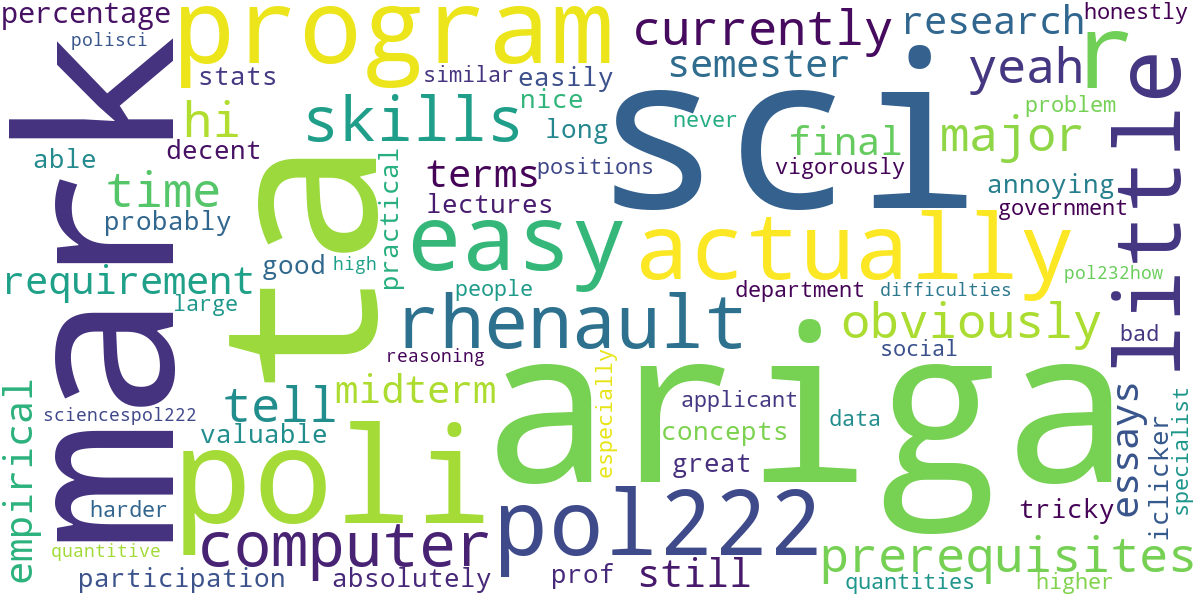 percentage
polisci
program
stats
similar
easily
currently
research
honestly
semester
yeah
r
little
mark
hi
decent
skills
nice
long
never
sci
problem
final
major
vigorously
able
time
probably
ta
practical
terms
lectures
positions
annoying
government
requirement
large
good
high
easy
people
actually
department
difficulties
pol232how
rhenault
reasoning
obviously
social
bad
empirical
sciencespol222
tell
valuable
midterm
especially
ariga
applicant
concepts
great
data
essays
iclicker
specialist
harder
quantitive
poli
computer
participation
absolutely
pol222
prof
still
tricky
prerequisites
quantities
higher